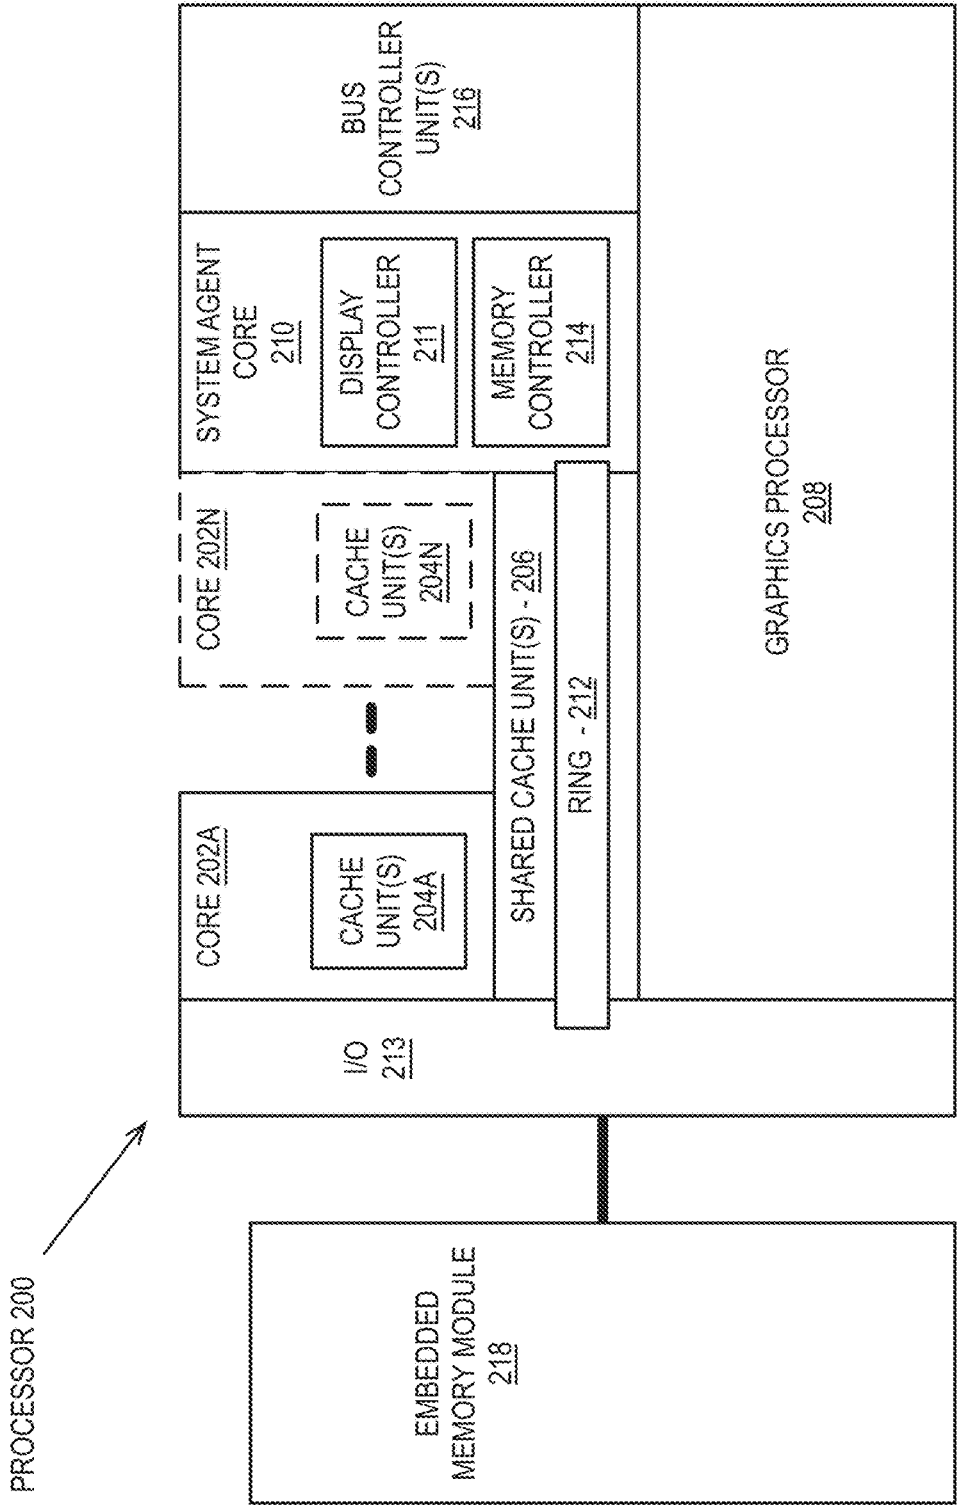 PROCESSOR 200
EMBEDDED
MEMORY MODULE
218
I/O
213
CORE 202A
CACHE
UNIT(S)
204A
CORE 202N
CACHE
UNIT(S)
204N
SHARED CACHE UNIT(S) - 206
RING - 212
SYSTEM AGENT
CORE
210
DISPLAY
CONTROLLER
211
MEMORY
CONTROLLER
214
BUS
CONTROLLER
UNIT(S)
216
GRAPHICS PROCESSOR
208